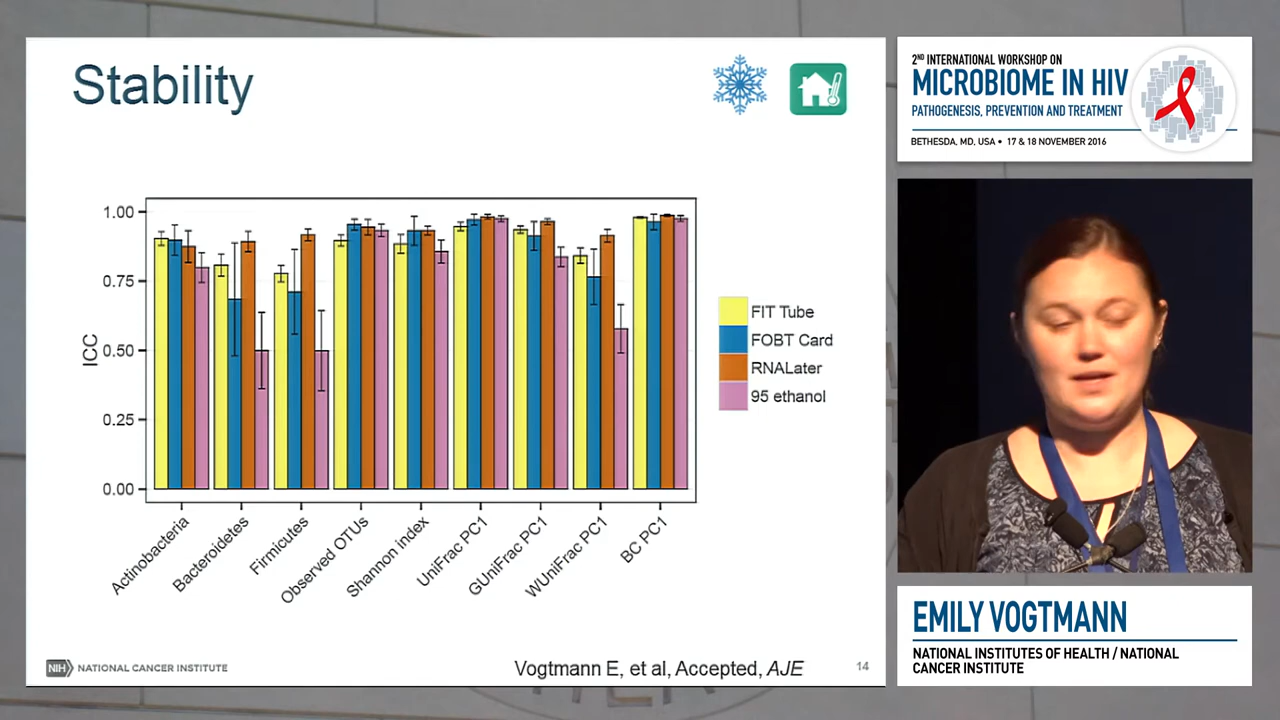 Stability
1.00
0.75
0.50
0.25
0.00
ICC
Actinobacteria
Bacteroidetes
Firmicutes
Observed OTUs
Shannon index
UniFrac PC1
GUniFrac PC1
WUniFrac PC1
BC PC1
FIT Tube
FOBT Card
RNALater
95 ethanol
NIH NATIONAL CANCER INSTITUTE
Vogtmann E, et al, Accepted, AJE
14
2ND INTERNATIONAL WORKSHOP ON
MICROBIOME IN HIV
PATHOGENESIS, PREVENTION AND TREATMENT
BETHESDA, MD, USA • 17 & 18 NOVEMBER 2016
EMILY VOGTMANN
NATIONAL INSTITUTES OF HEALTH / NATIONAL
CANCER INSTITUTE